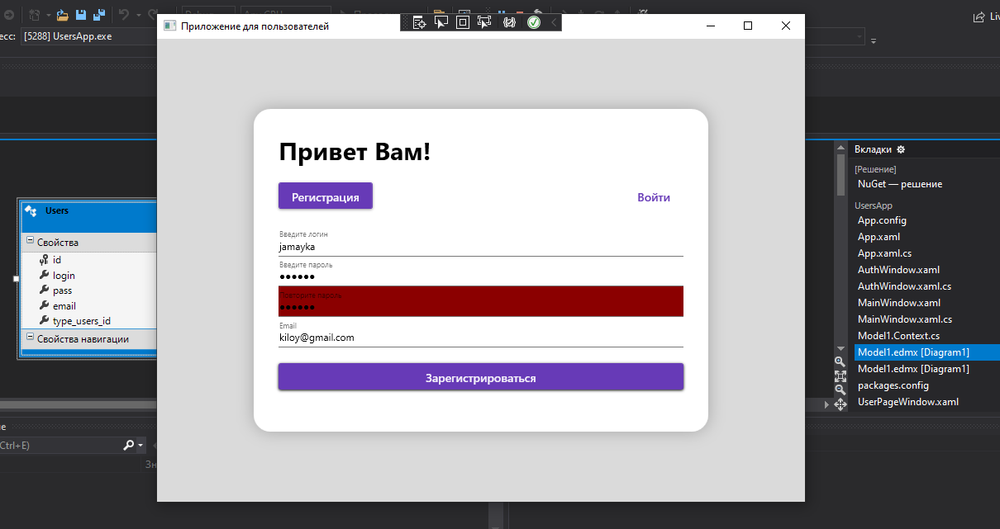 есс:
[5288] UsersApp.exe
Приложение для пользователей
Привет Вам!
Регистрация
Войти
Введите логин
jamayka
Введите пароль
●●●●●●
Повторите пароль
●●●●●●
Email
kiloy@gmail.com
Зарегистрироваться
Users
Свойства
id
login
pass
email
type_users_id
Свойства навигации
Ctrl+E)
Зн
Liv
Вкладки
[Решение]
NuGet — решение
UsersApp
App.config
App.xaml
App.xaml.cs
AuthWindow.xaml
AuthWindow.xaml.cs
MainWindow.xaml
MainWindow.xaml.cs
Model1.Context.cs
Model1.edmx [Diagram1]
Model1.edmx [Diagram1]
packages.config
UserPageWindow.xaml